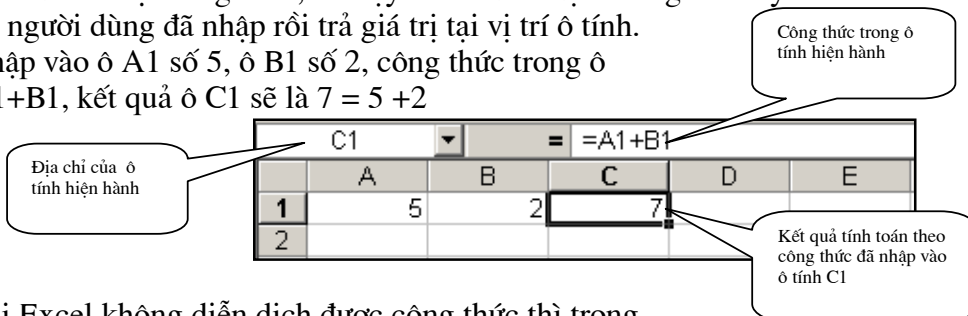 người dùng đã nhập rồi trả giá trị tại vị trí ô tính.
vào ô A1 số 5, ô B1 số 2, công thức trong ô
+B1, kết quả ô C1 sẽ là 7 = 5 +2
Công thức trong ô
tính hiện hành
Địa chỉ của ô
tính hiện hành
C1 = =A1+B1
A B C D E
1 5 2 7
2
Kết quả tính toán theo
công thức đã nhập vào
ô tính C1
Excel không diễn dịch được công thức thì trong